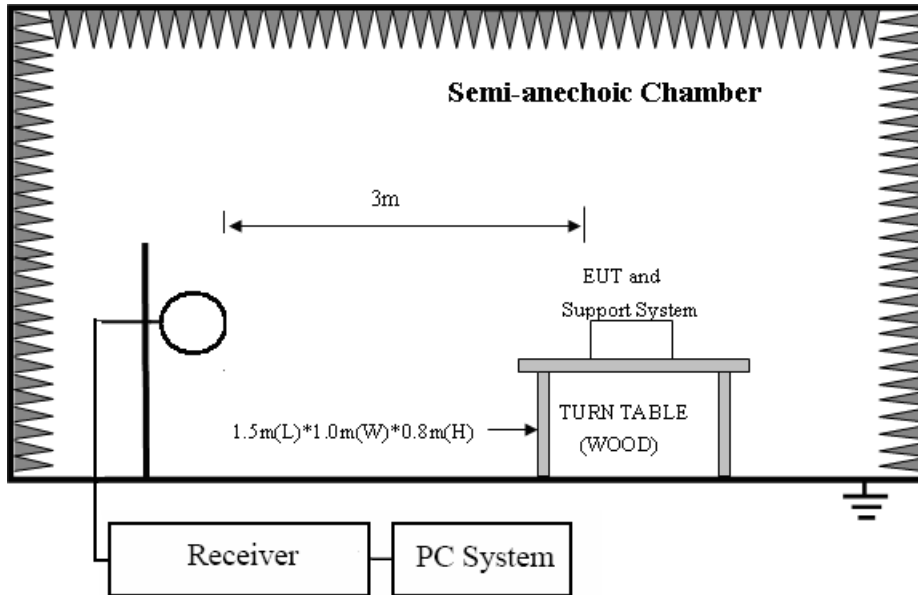 Semi-anechoic Chamber
3m
EUT and
Support System
1.5m(L)*1.0m(W)*0.8m(H)
TURN TABLE
(WOOD)
Receiver
PC System